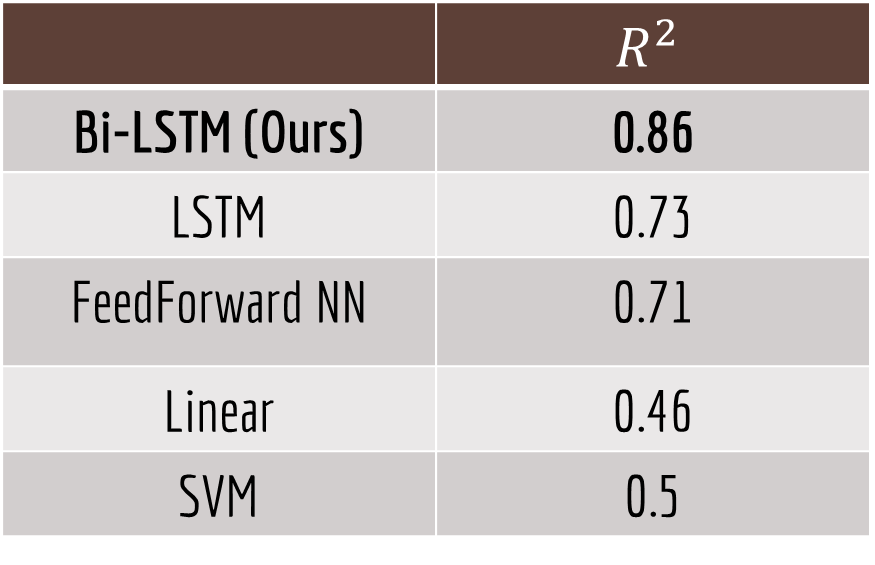 R²
Bi-LSTM (Ours) 0.86
LSTM 0.73
FeedForward NN 0.71
Linear 0.46
SVM 0.5